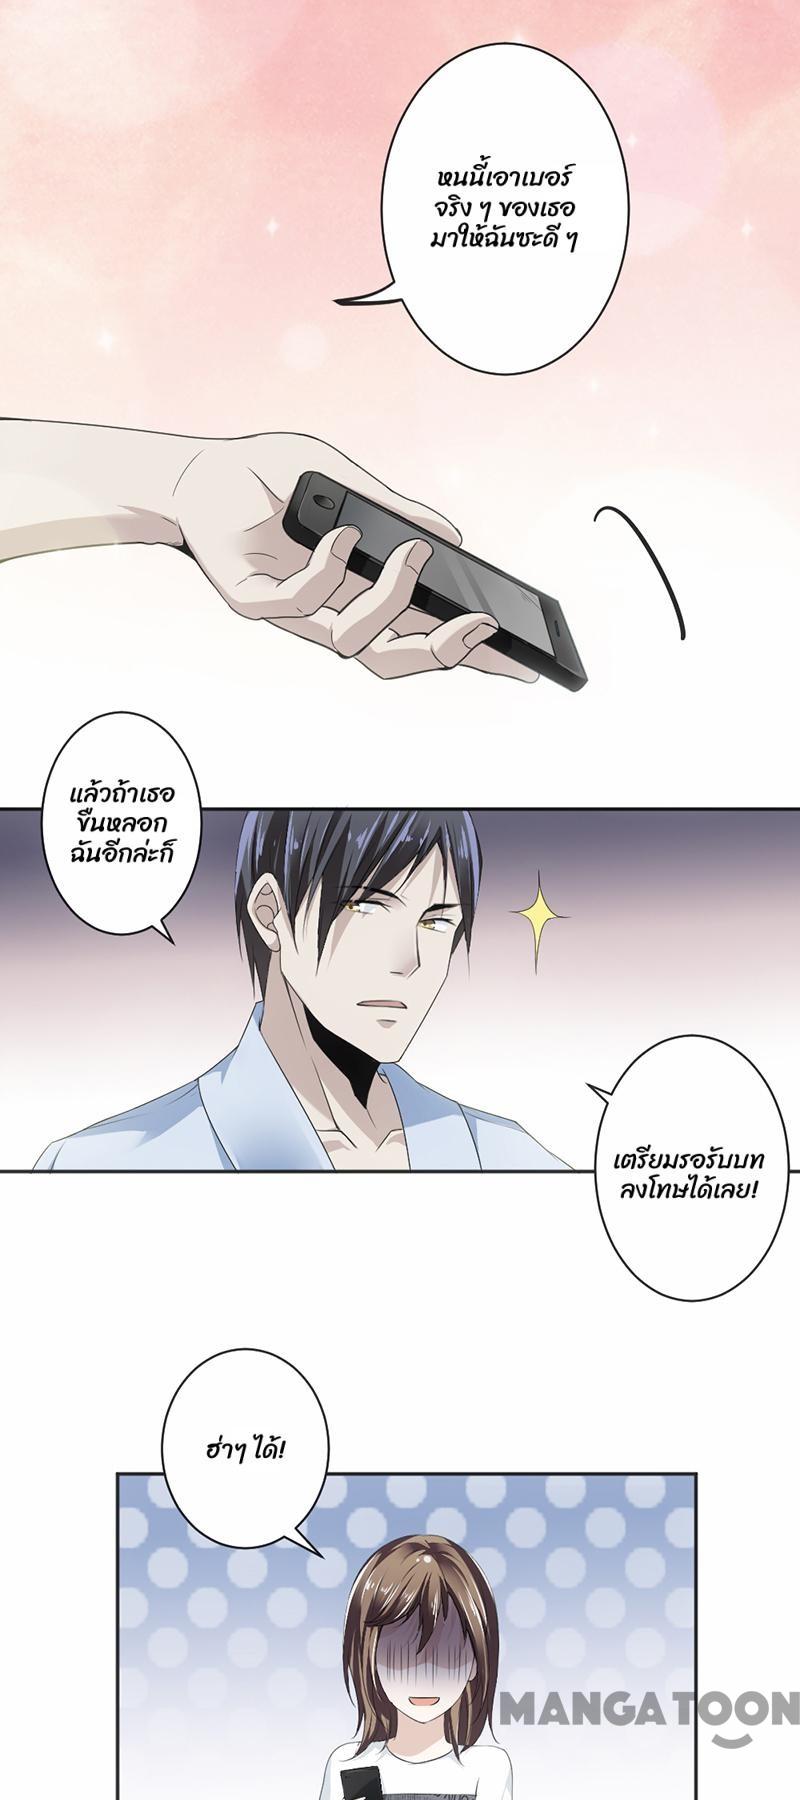 หนนี้เอาเบอร์
จริง ๆ ของเธอ
มาให้ฉันซะดี ๆ
แล้วถ้าเธอ
ขืนหลอก
ฉันอีกล่ะก็
เตรียมรอรับบท
ลงโทษได้เลย!
ฮ่าๆ ได้!
MANGATOON